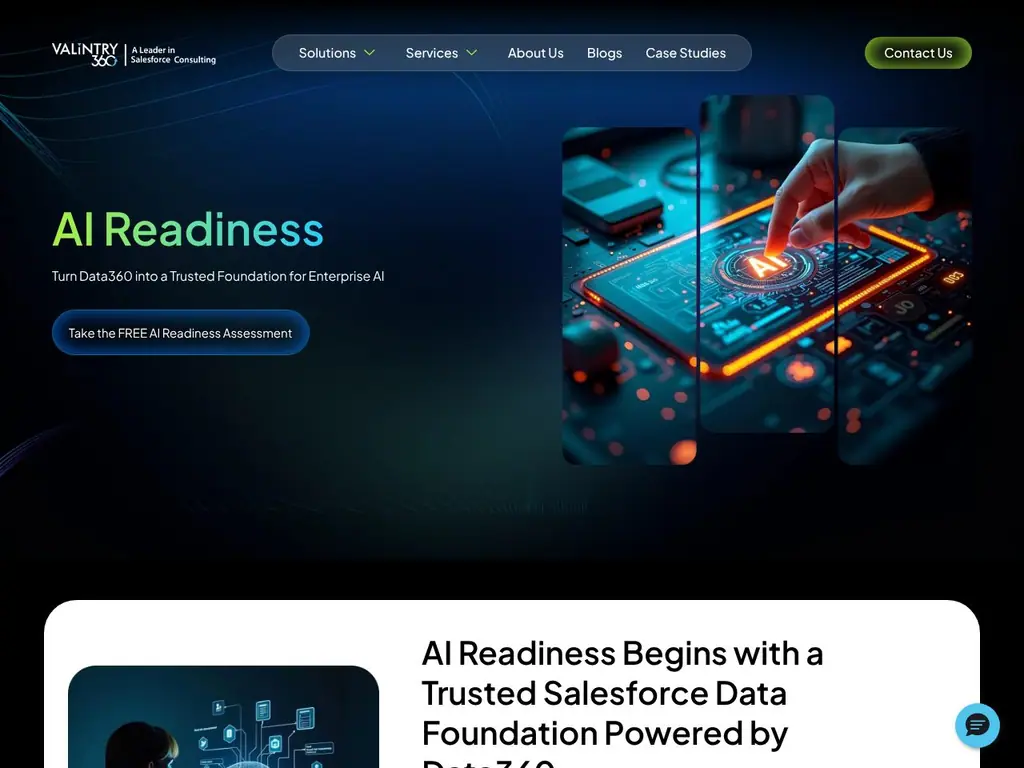 VALiNTRY
360
A Leader in
Salesforce Consulting
Solutions
Services
About Us
Blogs
Case Studies
Contact Us
AI Readiness
Turn Data360 into a Trusted Foundation for Enterprise AI
Take the FREE AI Readiness Assessment
AI
AI Readiness Begins with a
Trusted Salesforce Data
Foundation Powered by
Data360